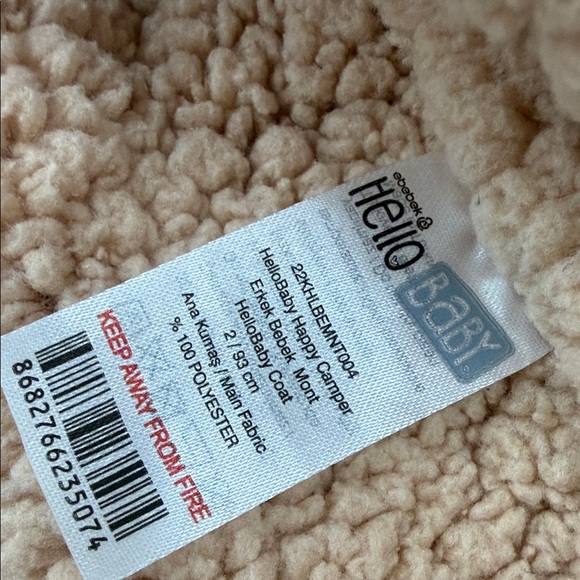 ebebek
Hello
BABY
22KHLBEMNT004
HelloBaby Happy Camper
Erkek Bebek Mont
HelloBaby Coat
2 / 93 cm
Ana Kumaş / Main Fabric
% 100 POLYESTER
KEEP AWAY FROM FIRE
8682766235074